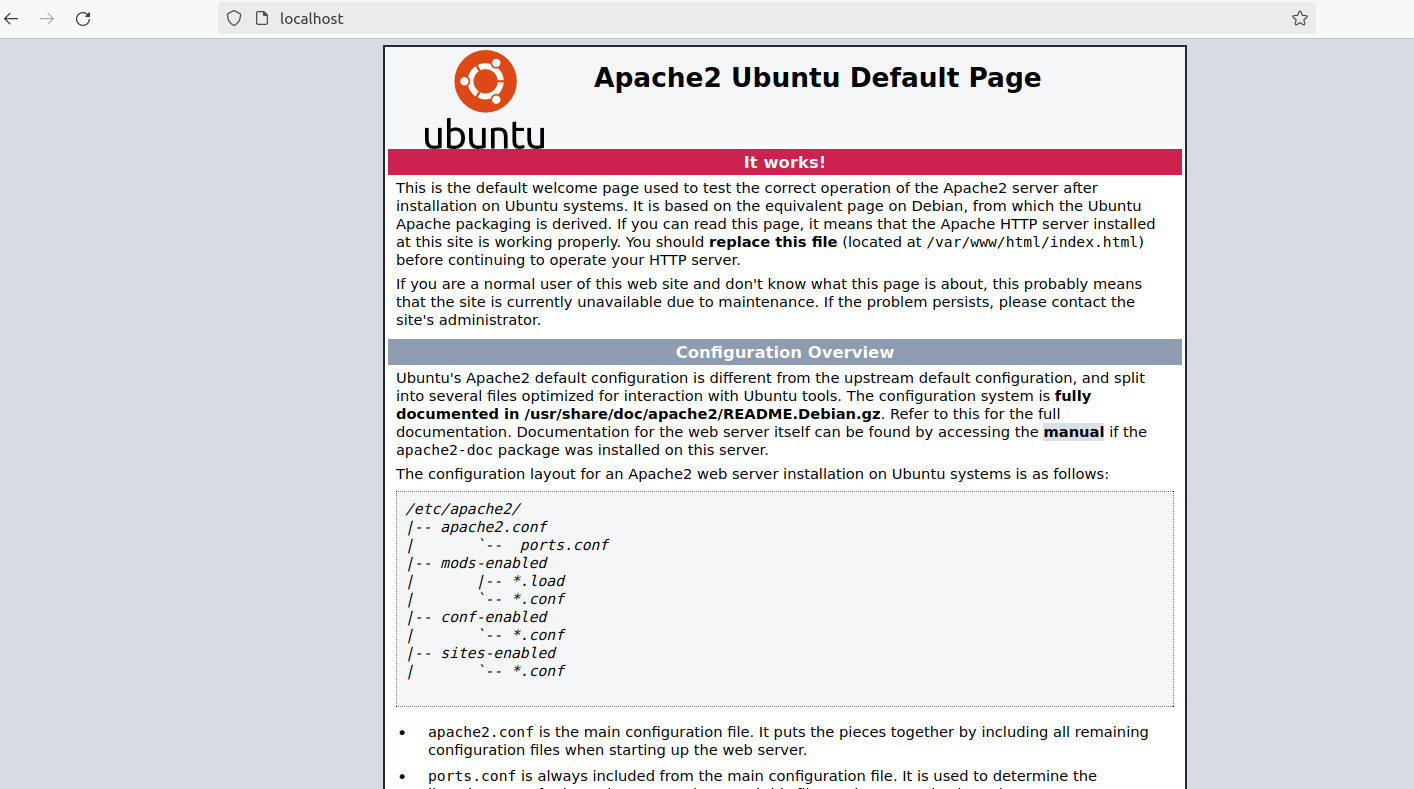 localhost
ubuntu
Apache2 Ubuntu Default Page
It works!
This is the default welcome page used to test the correct operation of the Apache2 server after
installation on Ubuntu systems. It is based on the equivalent page on Debian, from which the Ubuntu
Apache packaging is derived. If you can read this page, it means that the Apache HTTP server installed
at this site is working properly. You should replace this file (located at /var/www/html/index.html)
before continuing to operate your HTTP server.
If you are a normal user of this web site and don't know what this page is about, this probably means
that the site is currently unavailable due to maintenance. If the problem persists, please contact the
site's administrator.
Configuration Overview
Ubuntu's Apache2 default configuration is different from the upstream default configuration, and split
into several files optimized for interaction with Ubuntu tools. The configuration system is fully
documented in /usr/share/doc/apache2/README.Debian.gz. Refer to this for the full
documentation. Documentation for the web server itself can be found by accessing the manual if the
apache2-doc package was installed on this server.
The configuration layout for an Apache2 web server installation on Ubuntu systems is as follows:
/etc/apache2/
|-- apache2.conf
|       `--  ports.conf
|-- mods-enabled
|       |-- *.load
|       `-- *.conf
|-- conf-enabled
|       `-- *.conf
|-- sites-enabled
|       `-- *.conf
• apache2.conf is the main configuration file. It puts the pieces together by including all remaining
configuration files when starting up the web server.
• ports.conf is always included from the main configuration file. It is used to determine the